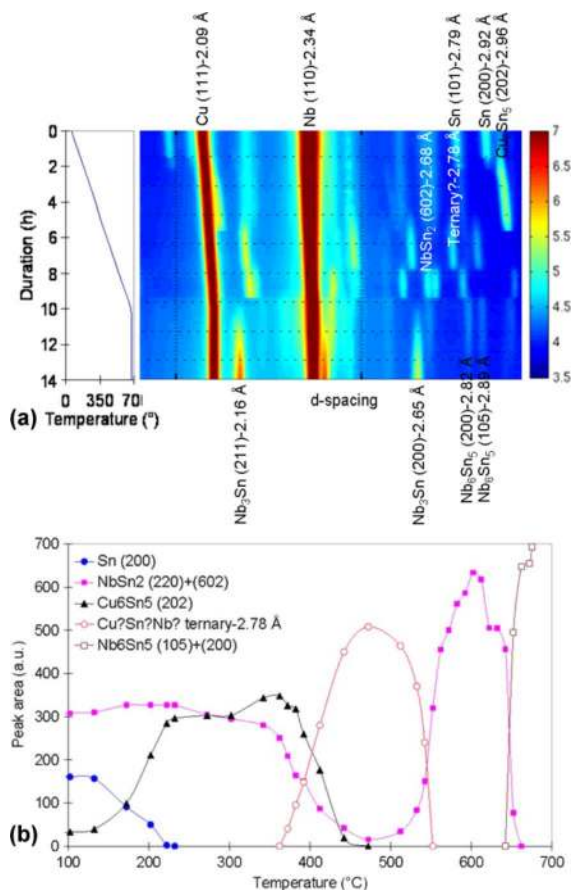 Cu (111)-2.09 Å
Nb (110)-2.34 Å
Sn (101)-2.79 Å
Sn (200)-2.92 Å
Cu Sn₅ (202)-2.96 Å
NbSn₂ (602)-2.68 Å
Ternary?-2.78 Å
Duration (h)
0
2
4
6
8
10
12
14
0 350 70
Temperature (°)
d-spacing
7
6.5
6
5.5
5
4.5
4
3.5
(a)
Nb₃Sn (211)-2.16 Å
Nb₃Sn (200)-2.65 Å
Nb₆Sn₅ (200)-2.82 Å
Nb₆Sn₅ (105)-2.89 Å
Peak area (a.u.)
700
600
500
400
300
200
100
0
Sn (200)
NbSn2 (220)+(602)
Cu6Sn5 (202)
Cu?Sn?Nb? ternary-2.78 Å
Nb6Sn5 (105)+(200)
100 200 300 400 500 600 700
(b)
Temperature (°C)